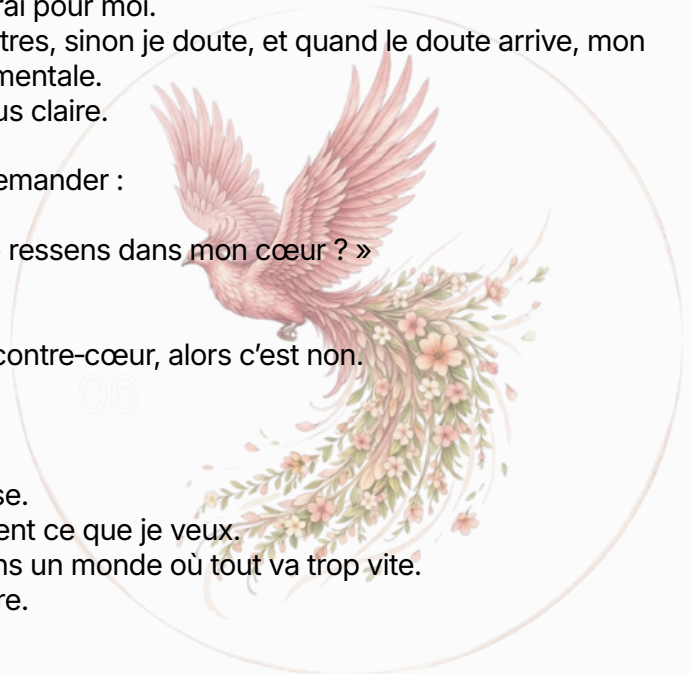 rai pour moi.
tres, sinon je doute, et quand le doute arrive, mon
mentale.
us claire.
emander :
ressens dans mon cœur ? »
contre-cœur, alors c’est non.
06
se.
ent ce que je veux.
ns un monde où tout va trop vite.
re.